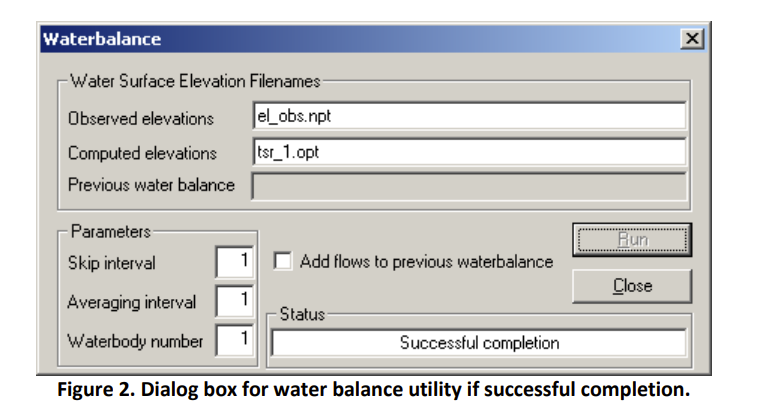 Waterbalance
Water Surface Elevation Filenames
Observed elevations el_obs.npt
Computed elevations tsr_1.opt
Previous water balance
Parameters
Skip interval 1
Averaging interval 1
Waterbody number 1
Add flows to previous waterbalance
Run
Close
Status
Successful completion
Figure 2. Dialog box for water balance utility if successful completion.